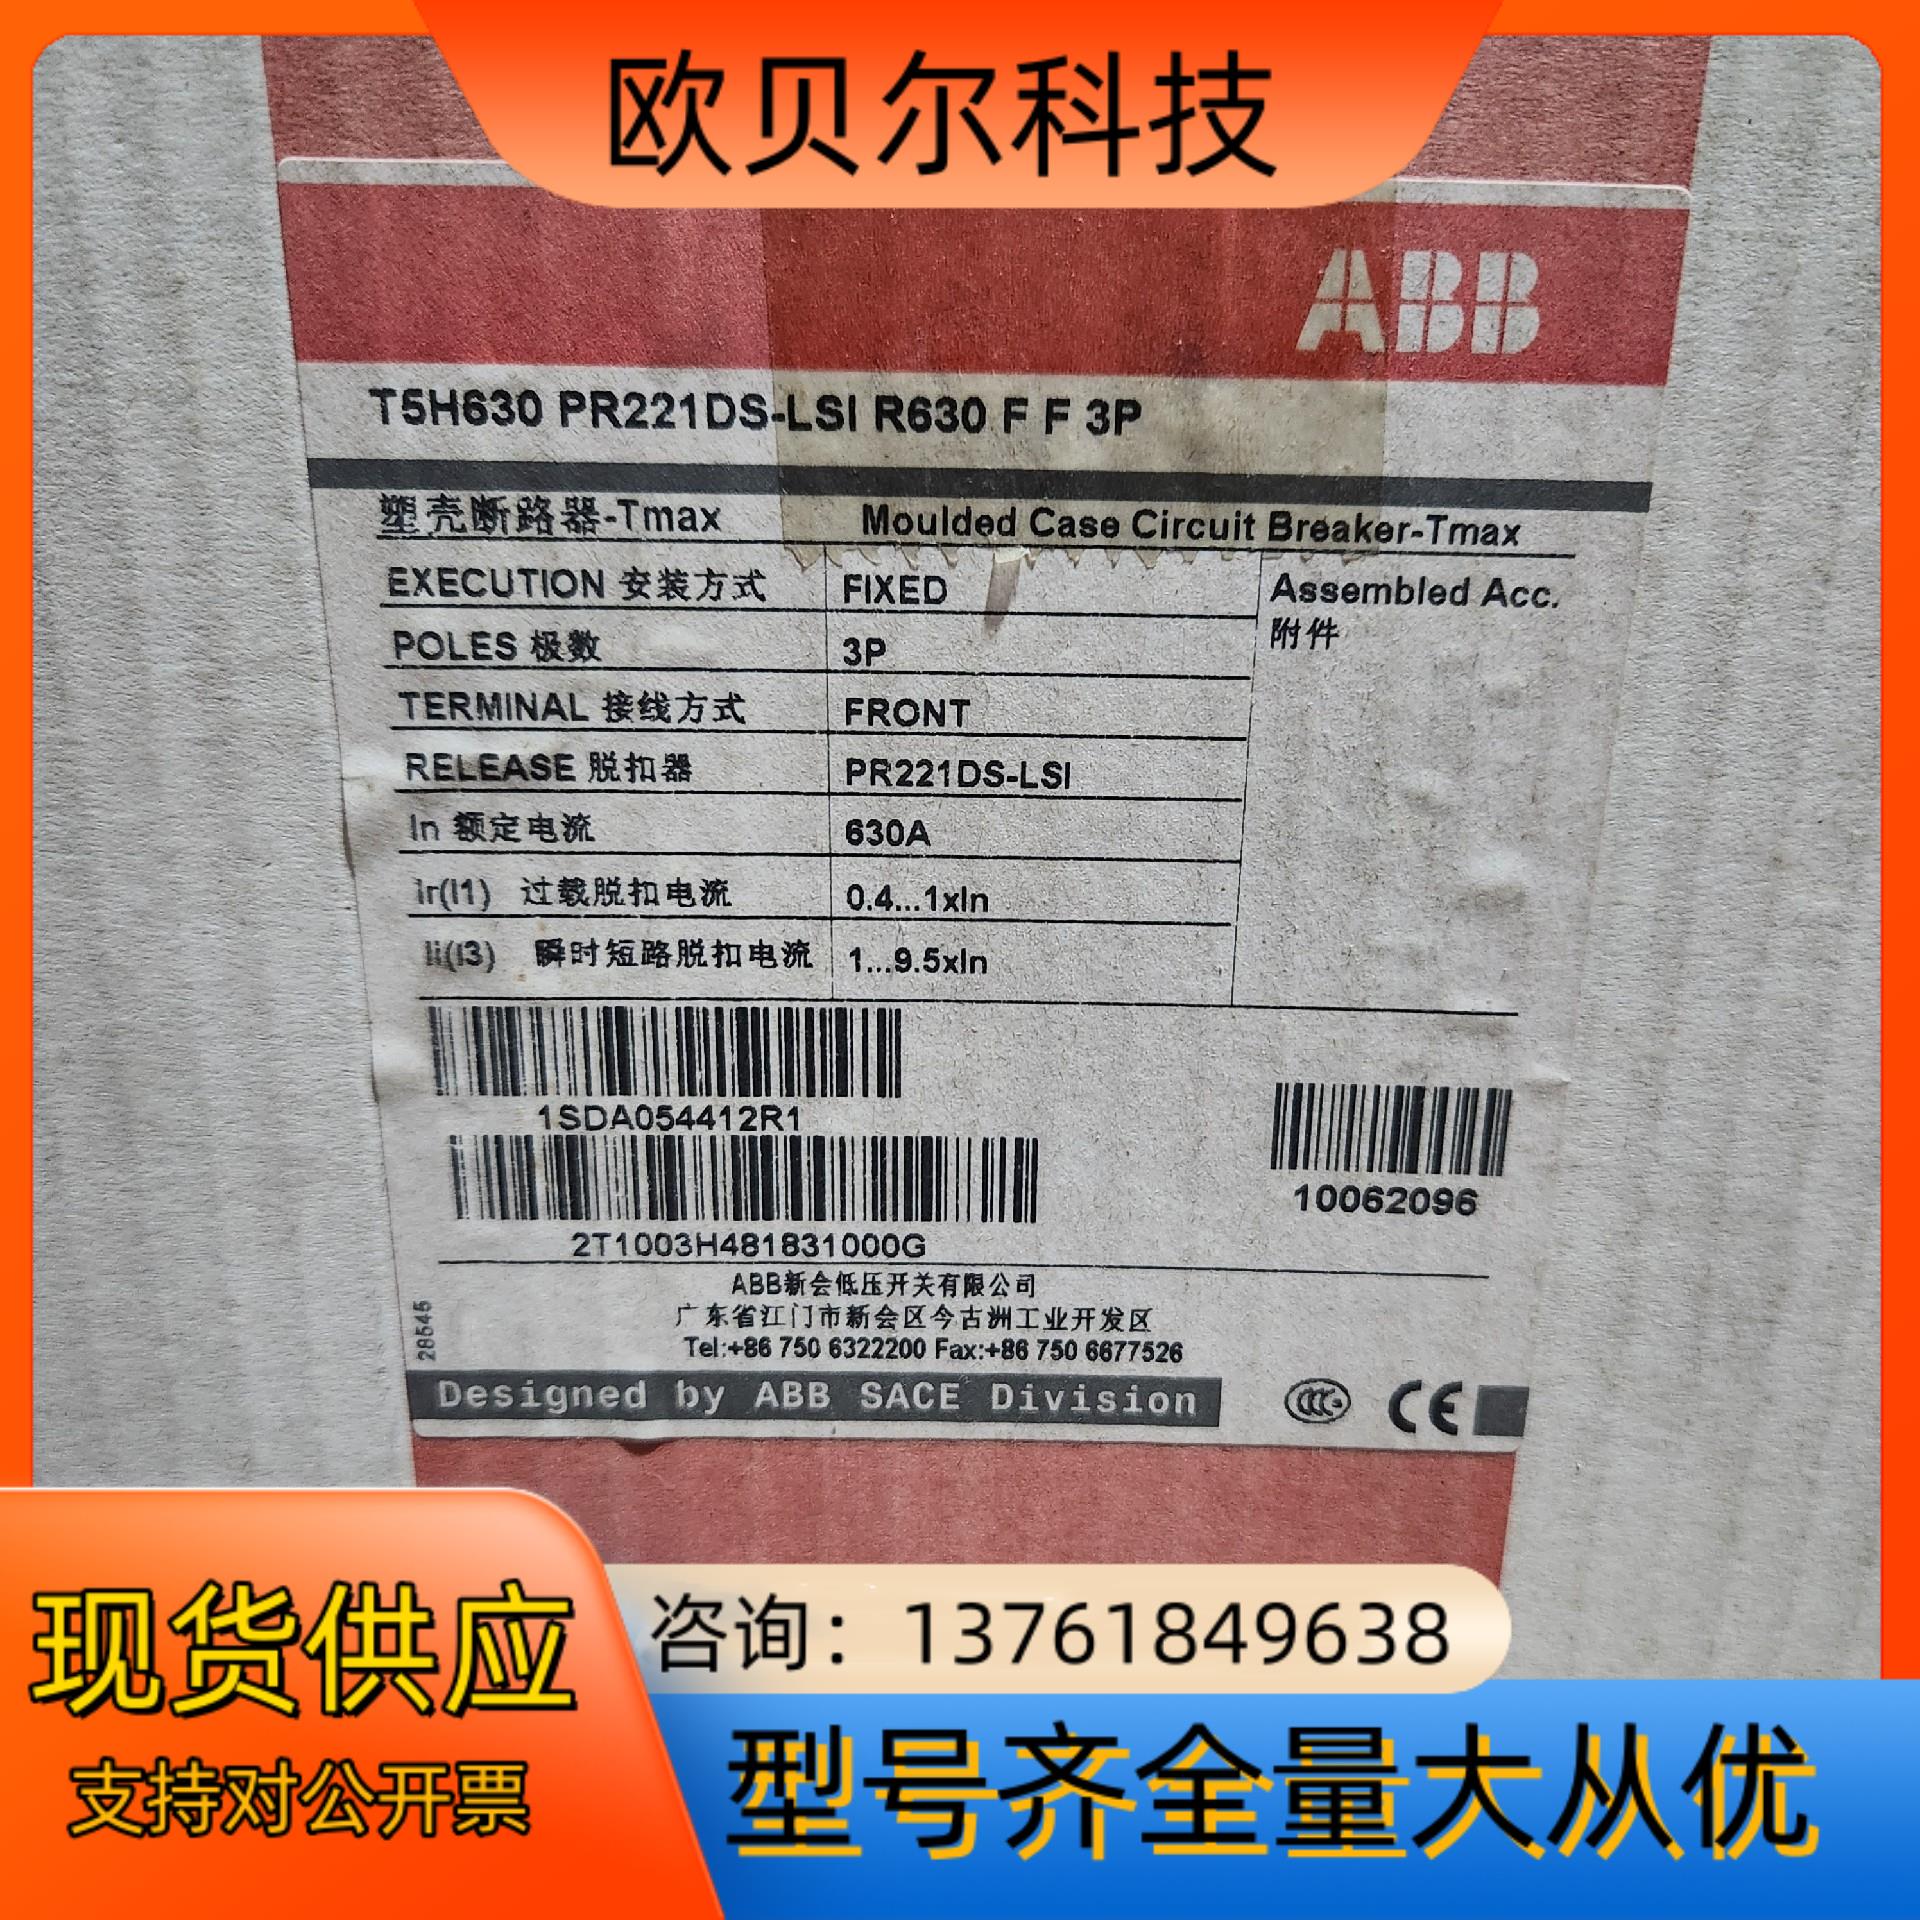 欧贝尔科技
ABB
T5H630 PR221DS-LSI R630 F F 3P
塑壳断路器-Tmax Moulded Case Circuit Breaker-Tmax
EXECUTION 安装方式 FIXED Assembled Acc.
附件
POLES 极数 3P
TERMINAL 接线方式 FRONT
RELEASE 脱扣器 PR221DS-LSI
In 额定电流 630A
Ir(I1) 过载脱扣电流 0.4...1xIn
Ii(I3) 瞬时短路脱扣电流 1...9.5xIn
1SDA054412R1
10062096
2T1003H481831000G
ABB新会低压开关有限公司
广东省江门市新会区今古洲工业开发区
Tel:+86 750 6322200 Fax:+86 750 6677526
28545
Designed by ABB SACE Division
CCC CE
现货供应
咨询：13761849638
支持对公开票
型号齐全量大从优